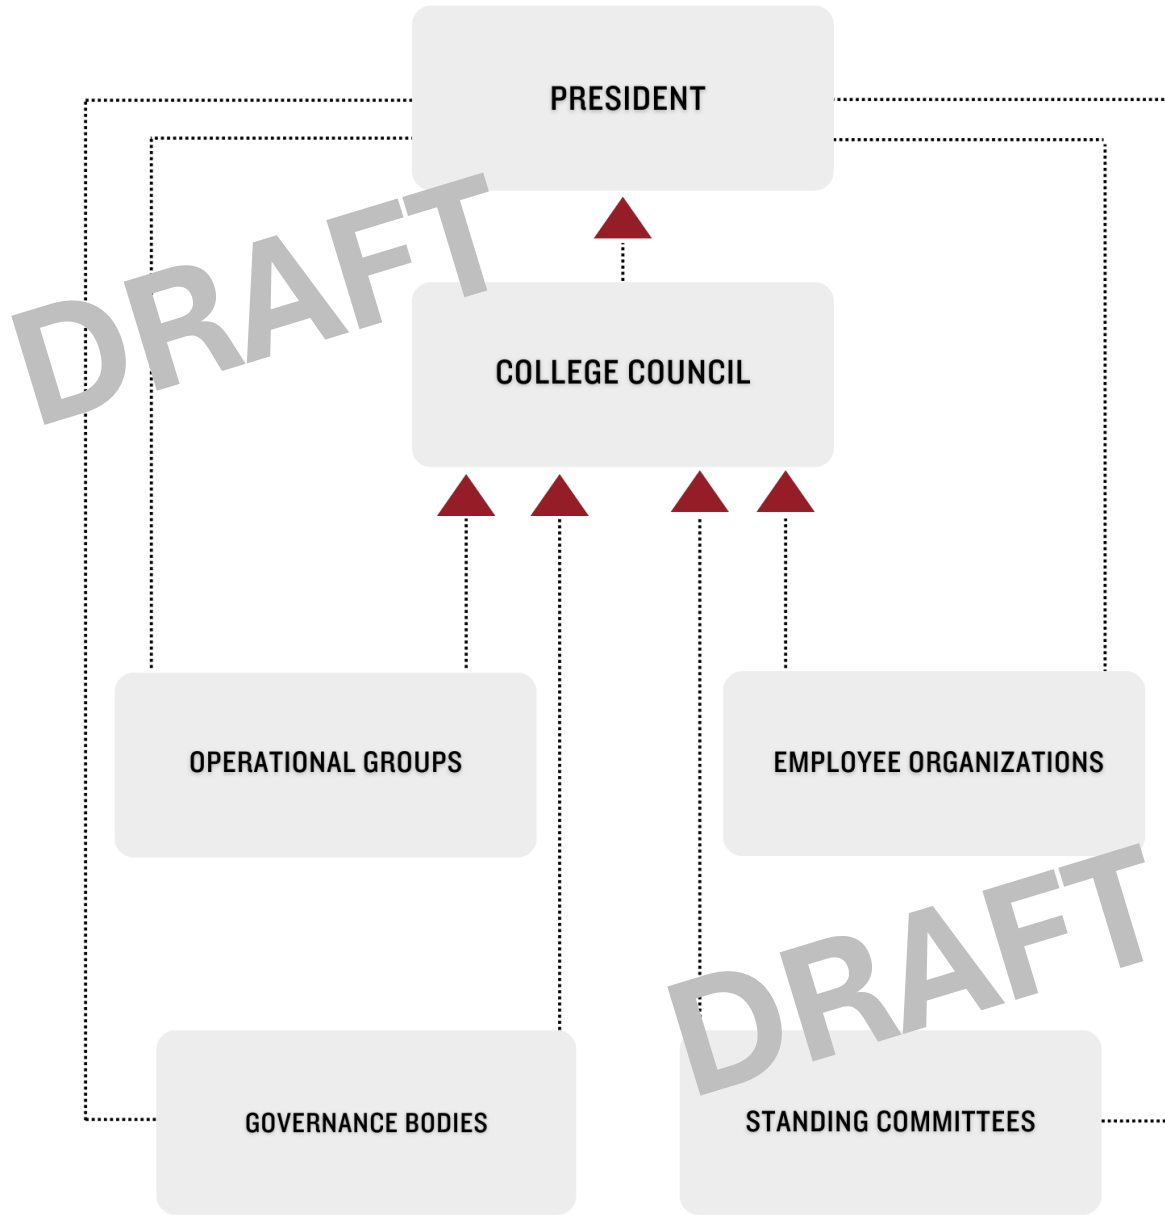 PRESIDENT
DRAFT
COLLEGE COUNCIL
OPERATIONAL GROUPS
EMPLOYEE ORGANIZATIONS
DRAFT
GOVERNANCE BODIES
STANDING COMMITTEES